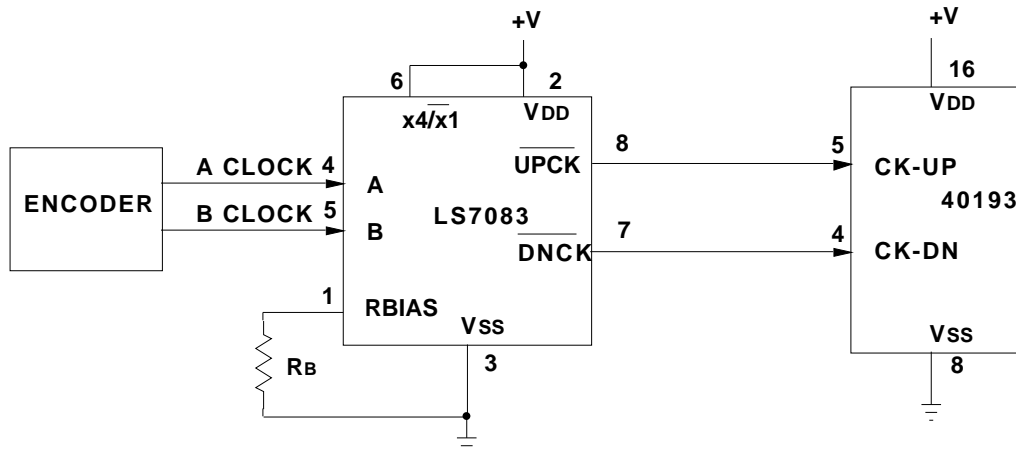 +V
+V
6
2
16
x4/x1
VDD
VDD
UPCK
8
5
CK-UP
A CLOCK
4
A
ENCODER
LS7083
40193
B CLOCK
5
B
DNCK
7
4
CK-DN
1
RBIAS
VSS
VSS
RB
3
8